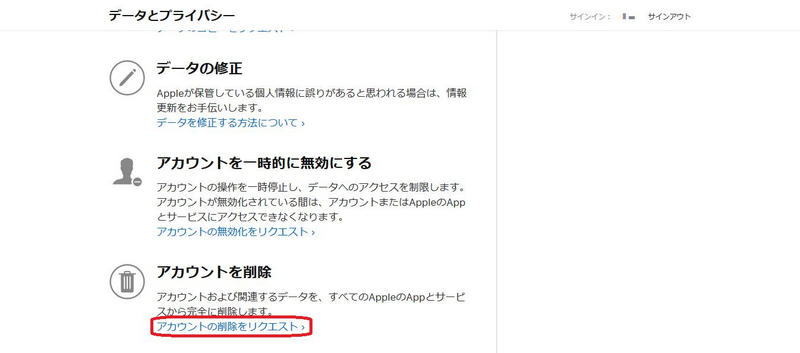 データとプライバシー
サインイン：
サインアウト
データのコピーをリクエスト ›
データの修正
Appleが保管している個人情報に誤りがあると思われる場合は、情報
更新をお手伝いします。
データを修正する方法について ›
アカウントを一時的に無効にする
アカウントの操作を一時停止し、データへのアクセスを制限します。
アカウントが無効化されている間は、アカウントまたはAppleのApp
とサービスにアクセスできなくなります。
アカウントの無効化をリクエスト ›
アカウントを削除
アカウントおよび関連するデータを、すべてのAppleのAppとサービ
スから完全に削除します。
アカウントの削除をリクエスト ›